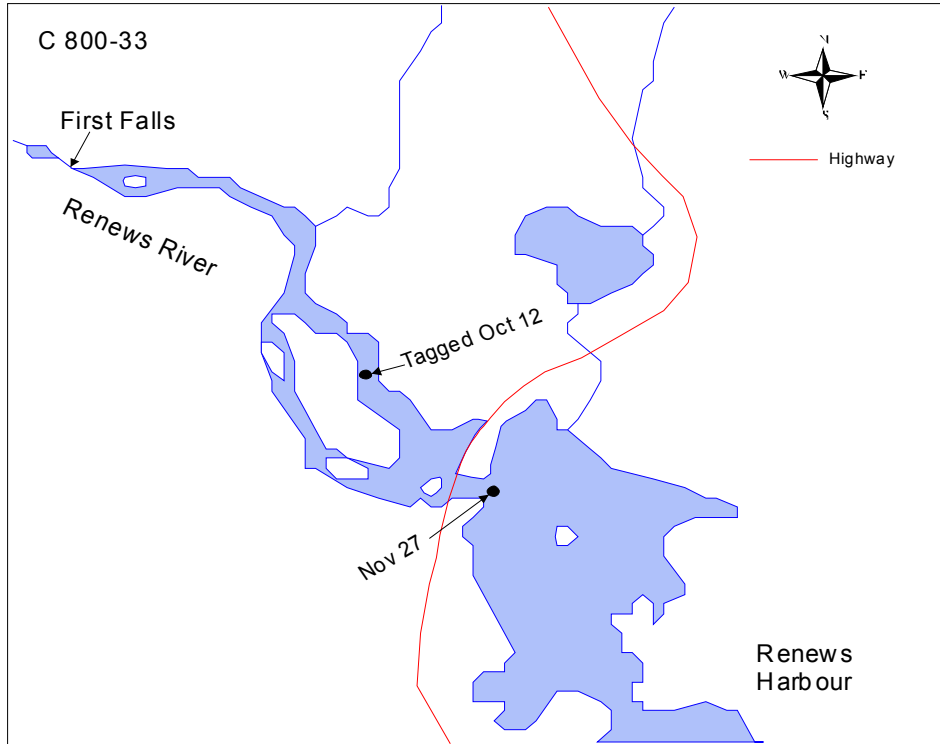 C 800-33
N
W E
S
First Falls
Highway
Renews River
Tagged Oct 12
Nov 27
Renews
Harbour